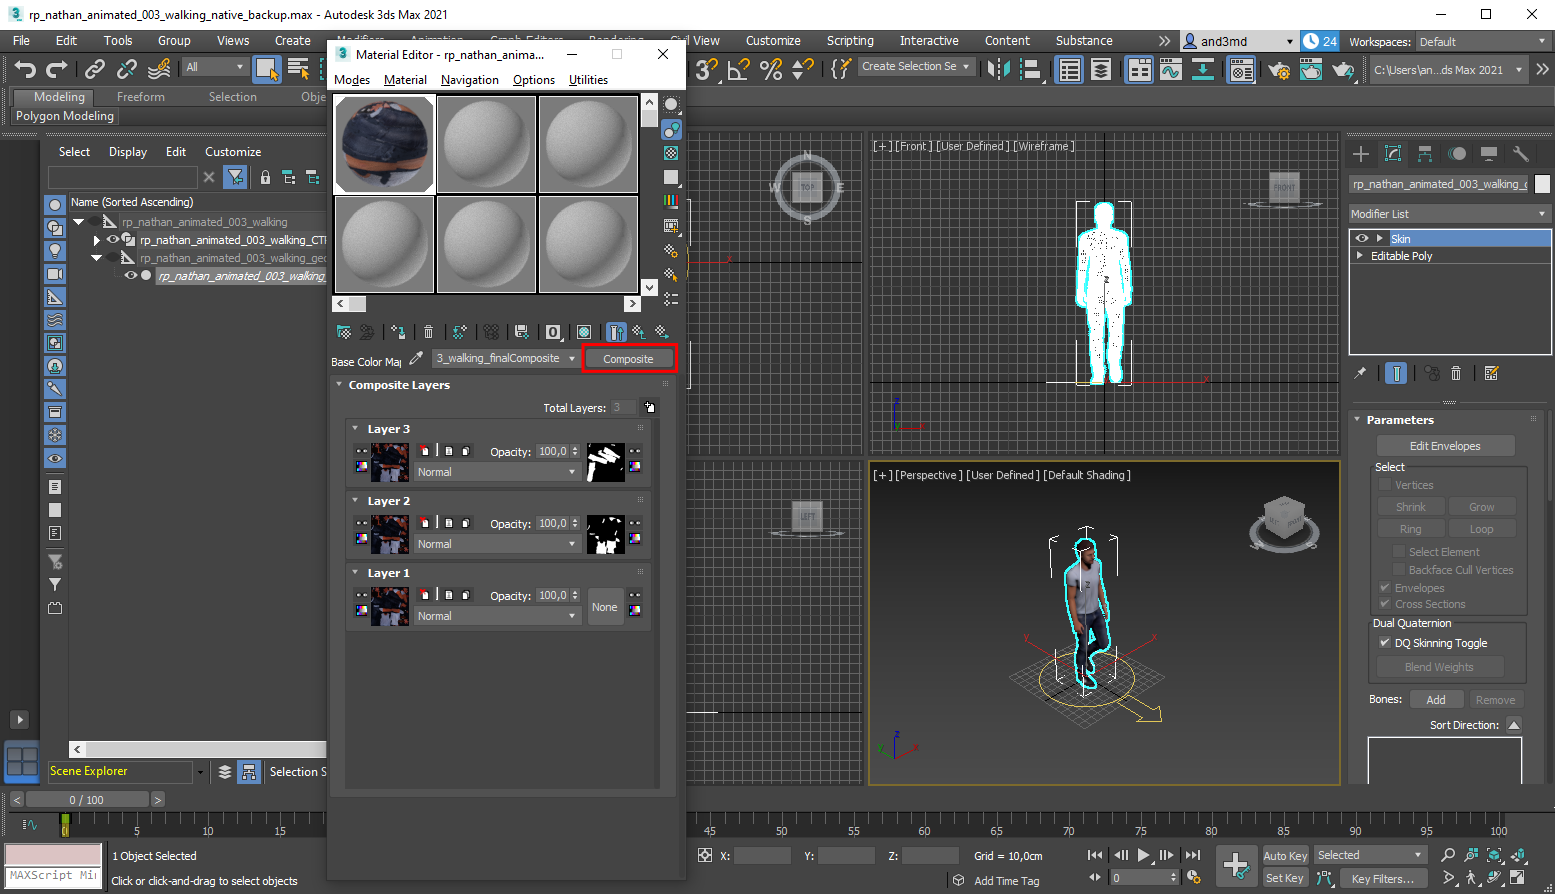 rp_nathan_animated_003_walking_native_backup.max - Autodesk 3ds Max 2021
File Edit Tools Group Views Create Civil View Customize Scripting Interactive Content Substance and3md 24 Workspaces: Default
All Create Selection Se C:\Users\an...ds Max 2021
Modeling Freeform Selection Obje
Polygon Modeling
Select Display Edit Customize
Name (Sorted Ascending)
rp_nathan_animated_003_walking
rp_nathan_animated_003_walking_CTR
rp_nathan_animated_003_walking_geo
rp_nathan_animated_003_walking_
Scene Explorer
Selection S
Material Editor - rp_nathan_anima...
Modes Material Navigation Options Utilities
Base Color Map 3_walking_finalComposite Composite
Composite Layers
Total Layers: 3
Layer 3
Opacity: 100,0
Normal
Layer 2
Opacity: 100,0
Normal
Layer 1
Opacity: 100,0
None
Normal
N
W TOP E
S
[+] [Front] [User Defined] [Wireframe]
FRONT
z
x
x
LEFT
[+] [Perspective] [User Defined] [Default Shading]
z
y x
z
y x
rp_nathan_animated_003_walking_g
Modifier List
Skin
Editable Poly
Parameters
Edit Envelopes
Select
Vertices
Shrink Grow
Ring Loop
Select Element
Backface Cull Vertices
Envelopes
Cross Sections
Dual Quaternion
DQ Skinning Toggle
Blend Weights
Bones: Add Remove
Sort Direction:
0 / 100
0 5 10 15 45 50 55 60 65 70 75 80 85 90 95 100
1 Object Selected
MAXScript Mi
Click or click-and-drag to select objects
X: Y: Z: Grid = 10,0cm
Add Time Tag
0
Auto Key Selected
Set Key Key Filters...